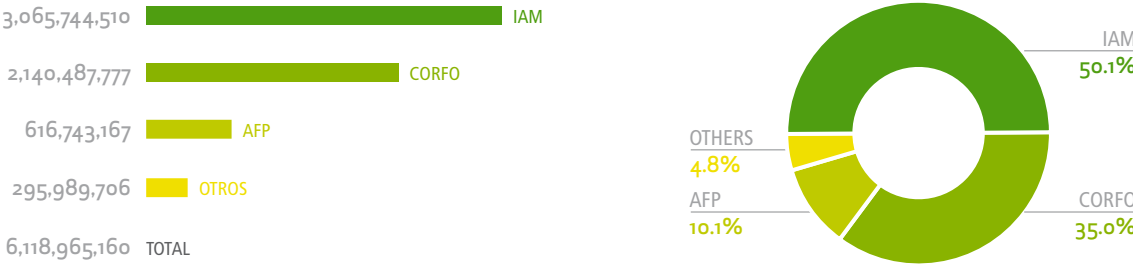 3,065,744,510 IAM
2,140,487,777 CORFO
616,743,167 AFP
295,989,706 OTROS
6,118,965,160 TOTAL
IAM
50.1%
OTHERS
4.8%
AFP
10.1%
CORFO
35.0%